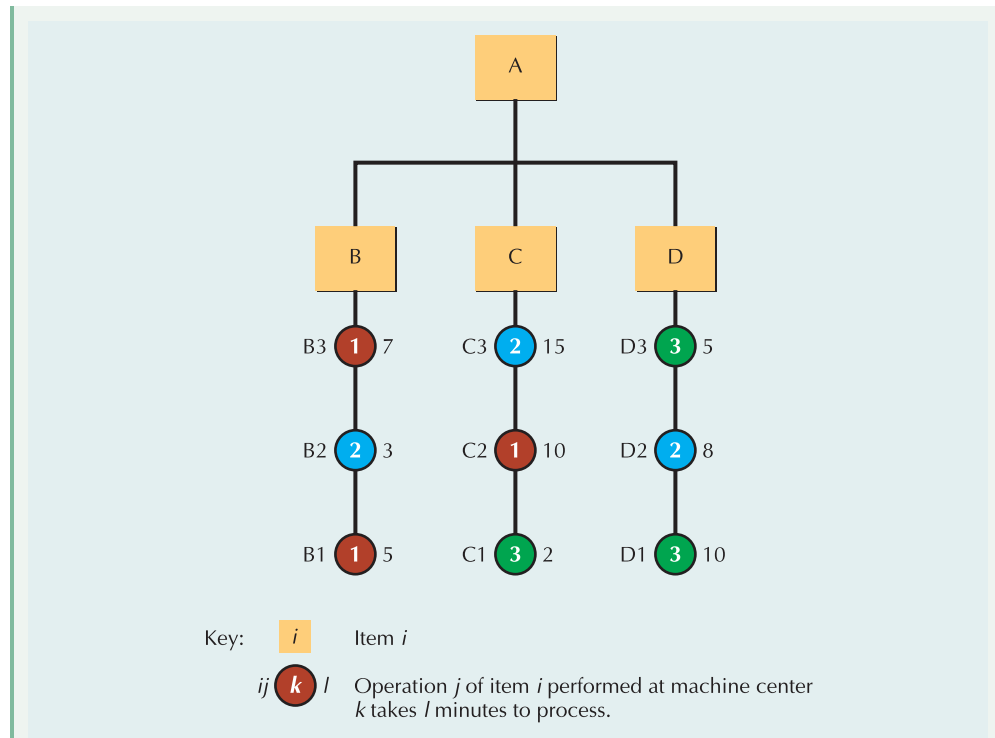 A
B C D
B3 1 7 C3 2 15 D3 3 5
B2 2 3 C2 1 10 D2 2 8
B1 1 5 C1 3 2 D1 3 10
Key: i Item i
ij k l Operation j of item i performed at machine center
k takes l minutes to process.